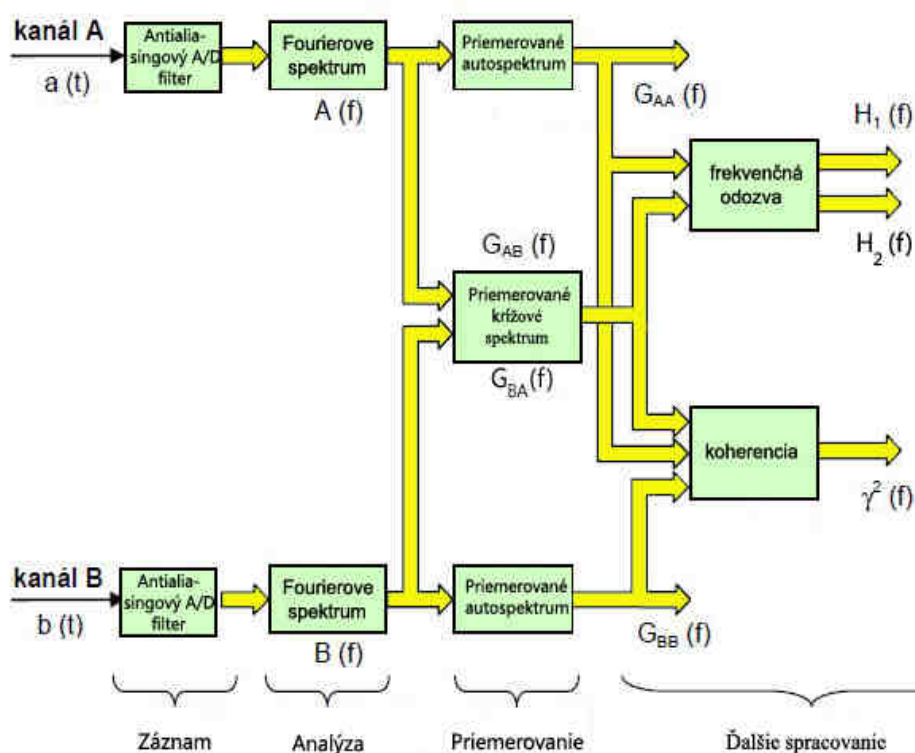 kanál A
a (t)
Antialia-
singový A/D
filter
Fourierove
spektrum
A (f)
Priemerované
autospektrum
G_AA (f)
H_1 (f)
frekvenčná
odozva
H_2 (f)
G_AB (f)
Priemerované
krížové
spektrum
G_BA (f)
koherencia
γ^2 (f)
kanál B
b (t)
Antialia-
singový A/D
filter
Fourierove
spektrum
B (f)
Priemerované
autospektrum
G_BB (f)
Záznam
Analýza
Priemerovanie
Ďalšie spracovanie